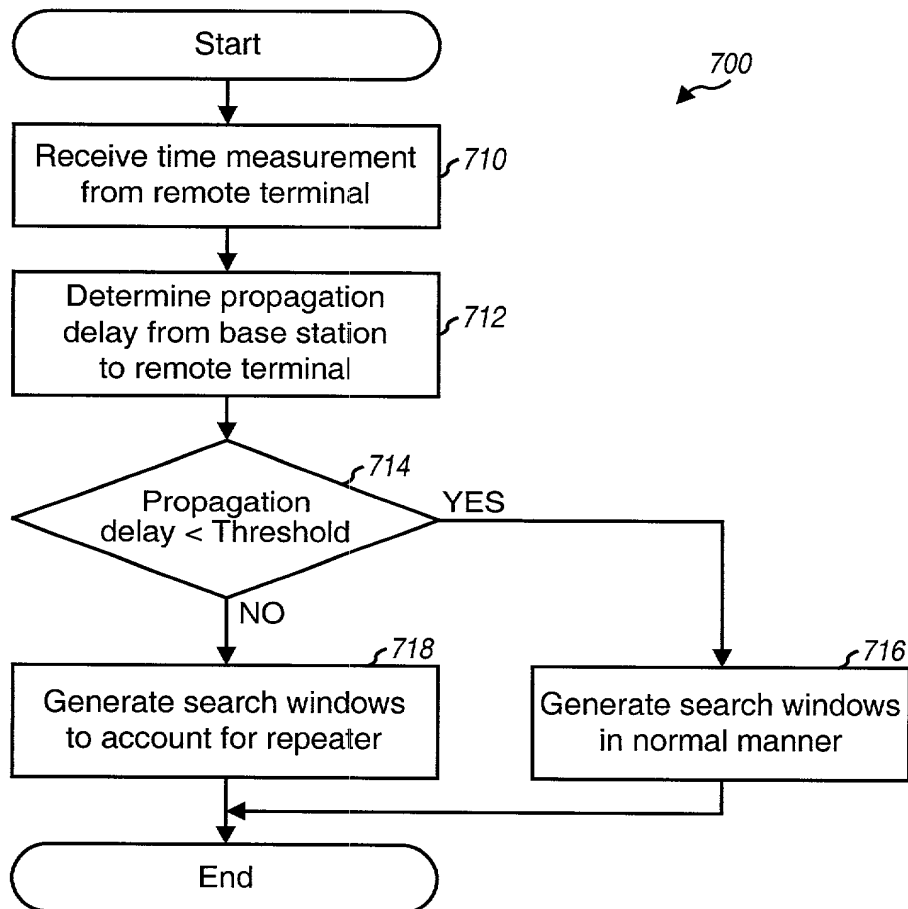 Start
700
Receive time measurement
from remote terminal
710
Determine propagation
delay from base station
to remote terminal
712
714
Propagation
delay < Threshold
YES
NO
718
Generate search windows
to account for repeater
716
Generate search windows
in normal manner
End